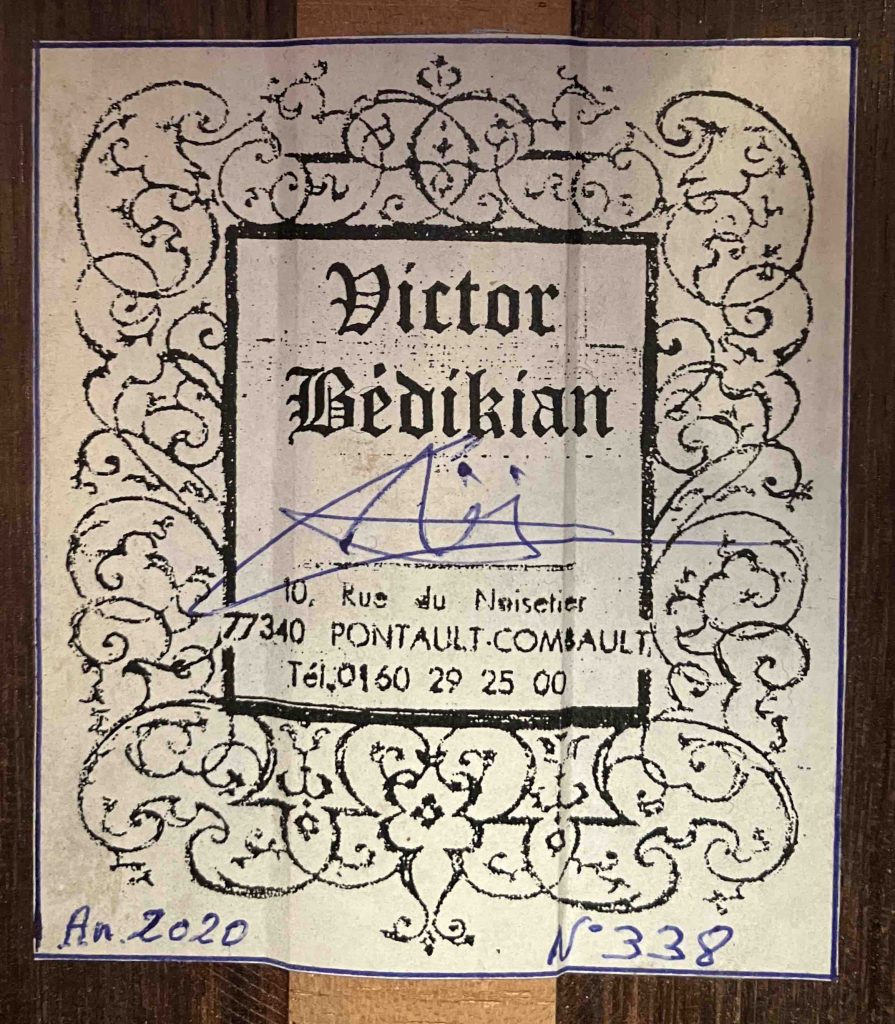 Victor
Bédikian
10, Rue du Noisetier
77340 PONTAULT-COMBAULT
Tél.0160 29 25 00
An 2020
N° 338